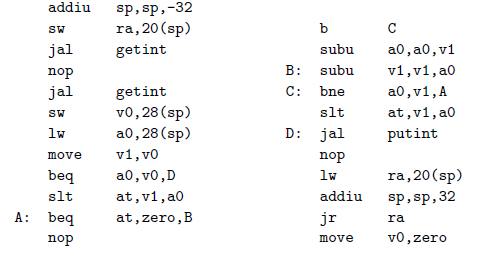 addiu sp,sp,-32
sw ra,20(sp)
jal getint
nop
jal getint
sw v0,28(sp)
lw a0,28(sp)
move v1,v0
beq a0,v0,D
slt at,v1,a0
A: beq at,zero,B
nop
b C
subu a0,a0,v1
B: subu v1,v1,a0
C: bne a0,v1,A
slt at,v1,a0
D: jal putint
nop
lw ra,20(sp)
addiu sp,sp,32
jr ra
move v0,zero